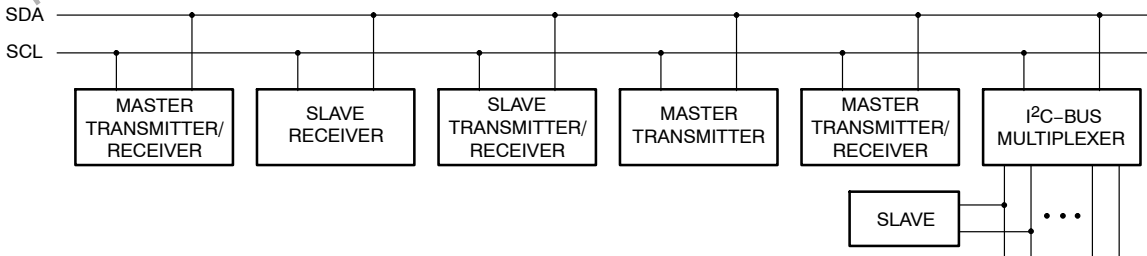 SDA
SCL
MASTER
TRANSMITTER/
RECEIVER
SLAVE
RECEIVER
SLAVE
TRANSMITTER/
RECEIVER
MASTER
TRANSMITTER
MASTER
TRANSMITTER/
RECEIVER
I²C−BUS
MULTIPLEXER
SLAVE